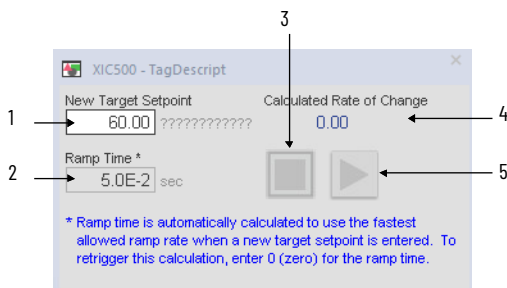 3
XIC500 - TagDescript
New Target Setpoint
Calculated Rate of Change
1
60.00 ????????????
0.00
4
Ramp Time *
2
5.0E-2 sec
5
* Ramp time is automatically calculated to use the fastest
allowed ramp rate when a new target setpoint is entered. To
retrigger this calculation, enter 0 (zero) for the ramp time.